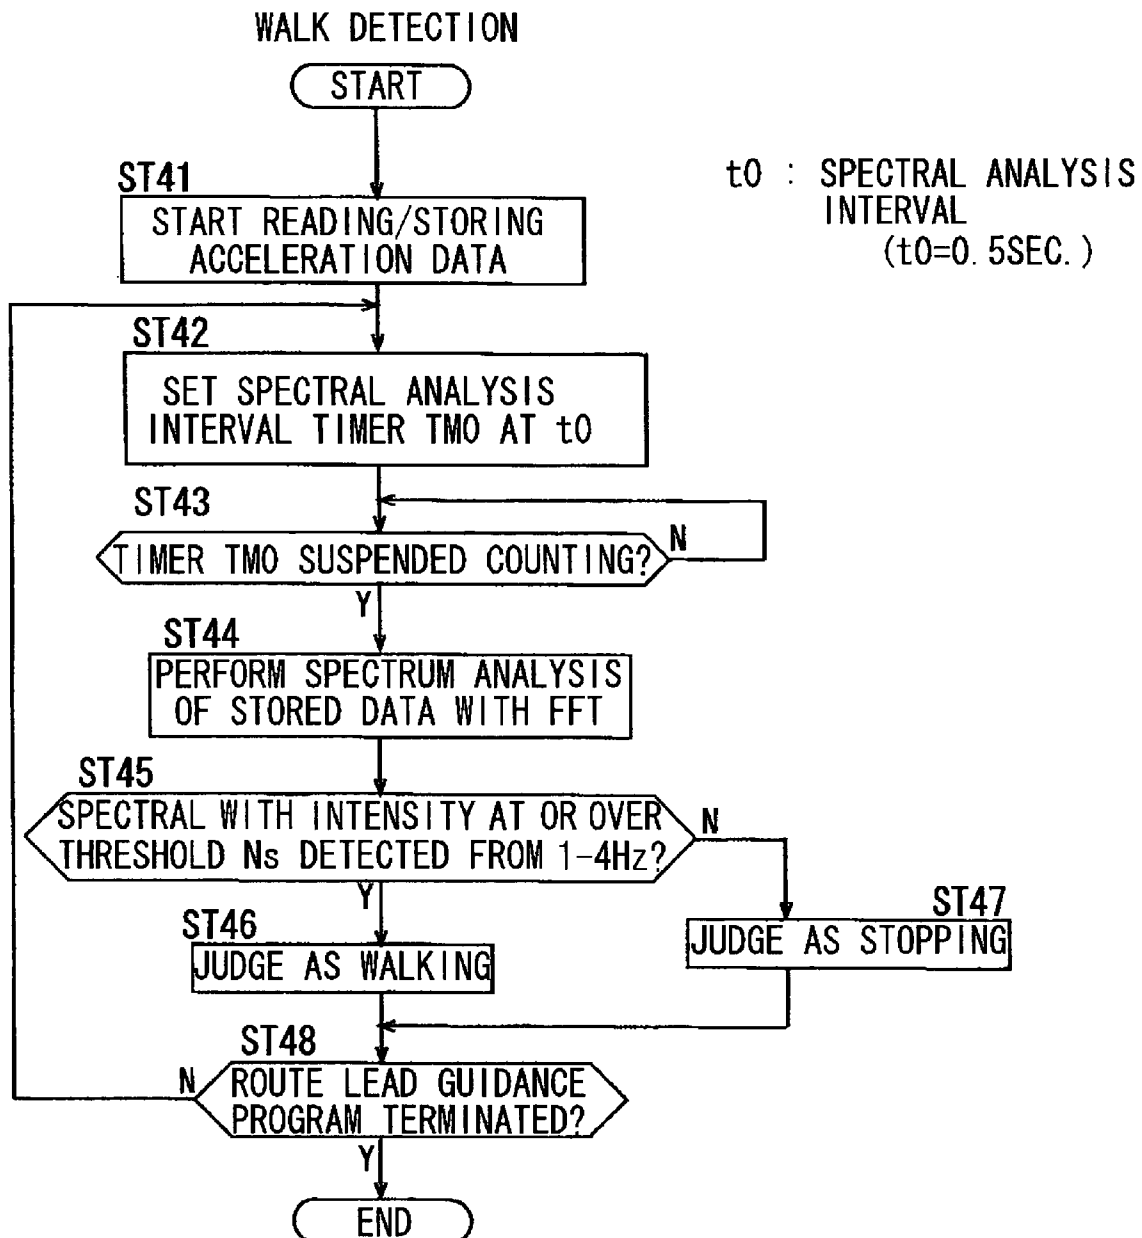 WALK DETECTION
START
ST41
START READING/STORING
ACCELERATION DATA
t0 : SPECTRAL ANALYSIS
INTERVAL
(t0=0.5SEC.)
ST42
SET SPECTRAL ANALYSIS
INTERVAL TIMER TM0 AT t0
ST43
TIMER TM0 SUSPENDED COUNTING?
N
Y
ST44
PERFORM SPECTRUM ANALYSIS
OF STORED DATA WITH FFT
ST45
SPECTRAL WITH INTENSITY AT OR OVER
THRESHOLD Ns DETECTED FROM 1-4Hz?
N
Y
ST46
JUDGE AS WALKING
ST47
JUDGE AS STOPPING
ST48
ROUTE LEAD GUIDANCE
PROGRAM TERMINATED?
N
Y
END